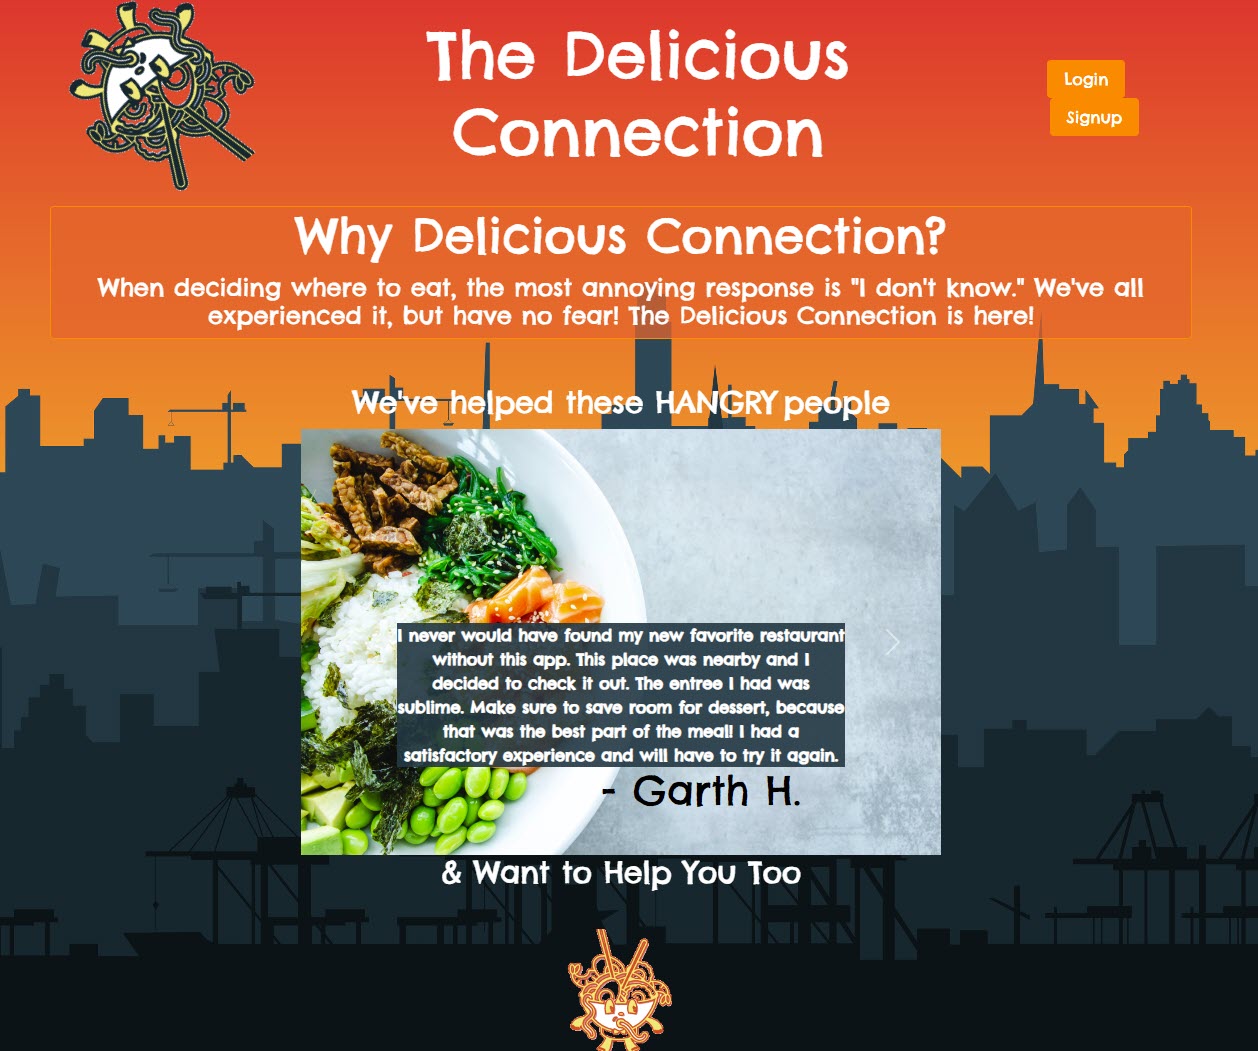 The Delicious
Connection
Login
Signup
Why Delicious Connection?
When deciding where to eat, the most annoying response is "I don't know." We've all
experienced it, but have no fear! The Delicious Connection is here!
We've helped these HANGRY people
I never would have found my new favorite restaurant
without this app. This place was nearby and I
decided to check it out. The entree I had was
sublime. Make sure to save room for dessert, because
that was the best part of the meal! I had a
satisfactory experience and will have to try it again.
- Garth H.
& Want to Help You Too